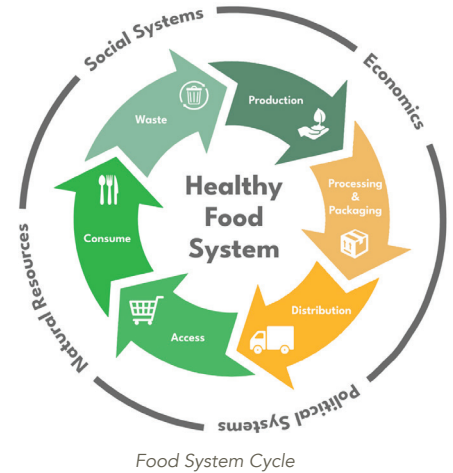 Social Systems
Economics
Production
Waste
Processing
&
Packaging
Healthy
Food
System
Consume
Distribution
Access
Natural Resources
Political Systems
Food System Cycle